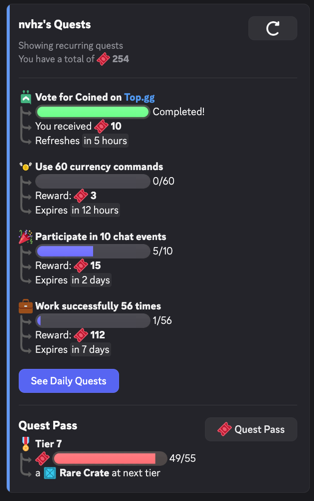 nvhz's Quests
Showing recurring quests
You have a total of 254
Vote for Coined on Top.gg
Completed!
You received 10
Refreshes in 5 hours
Use 60 currency commands
0/60
Reward: 3
Expires in 12 hours
Participate in 10 chat events
5/10
Reward: 15
Expires in 2 days
Work successfully 56 times
1/56
Reward: 112
Expires in 7 days
See Daily Quests
Quest Pass
Quest Pass
Tier 7
49/55
a Rare Crate at next tier